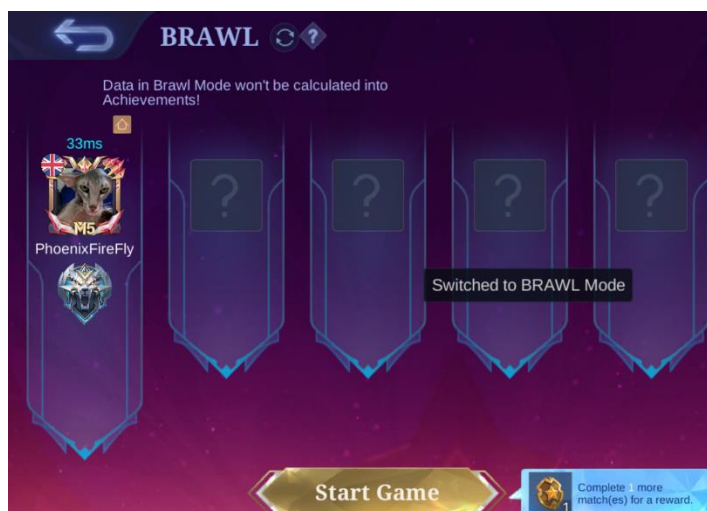 BRAWL ?
Data in Brawl Mode won't be calculated into
Achievements!
33ms
M5
PhoenixFireFly
?
?
?
?
Switched to BRAWL Mode
Start Game
1
Complete 1 more
match(es) for a reward.